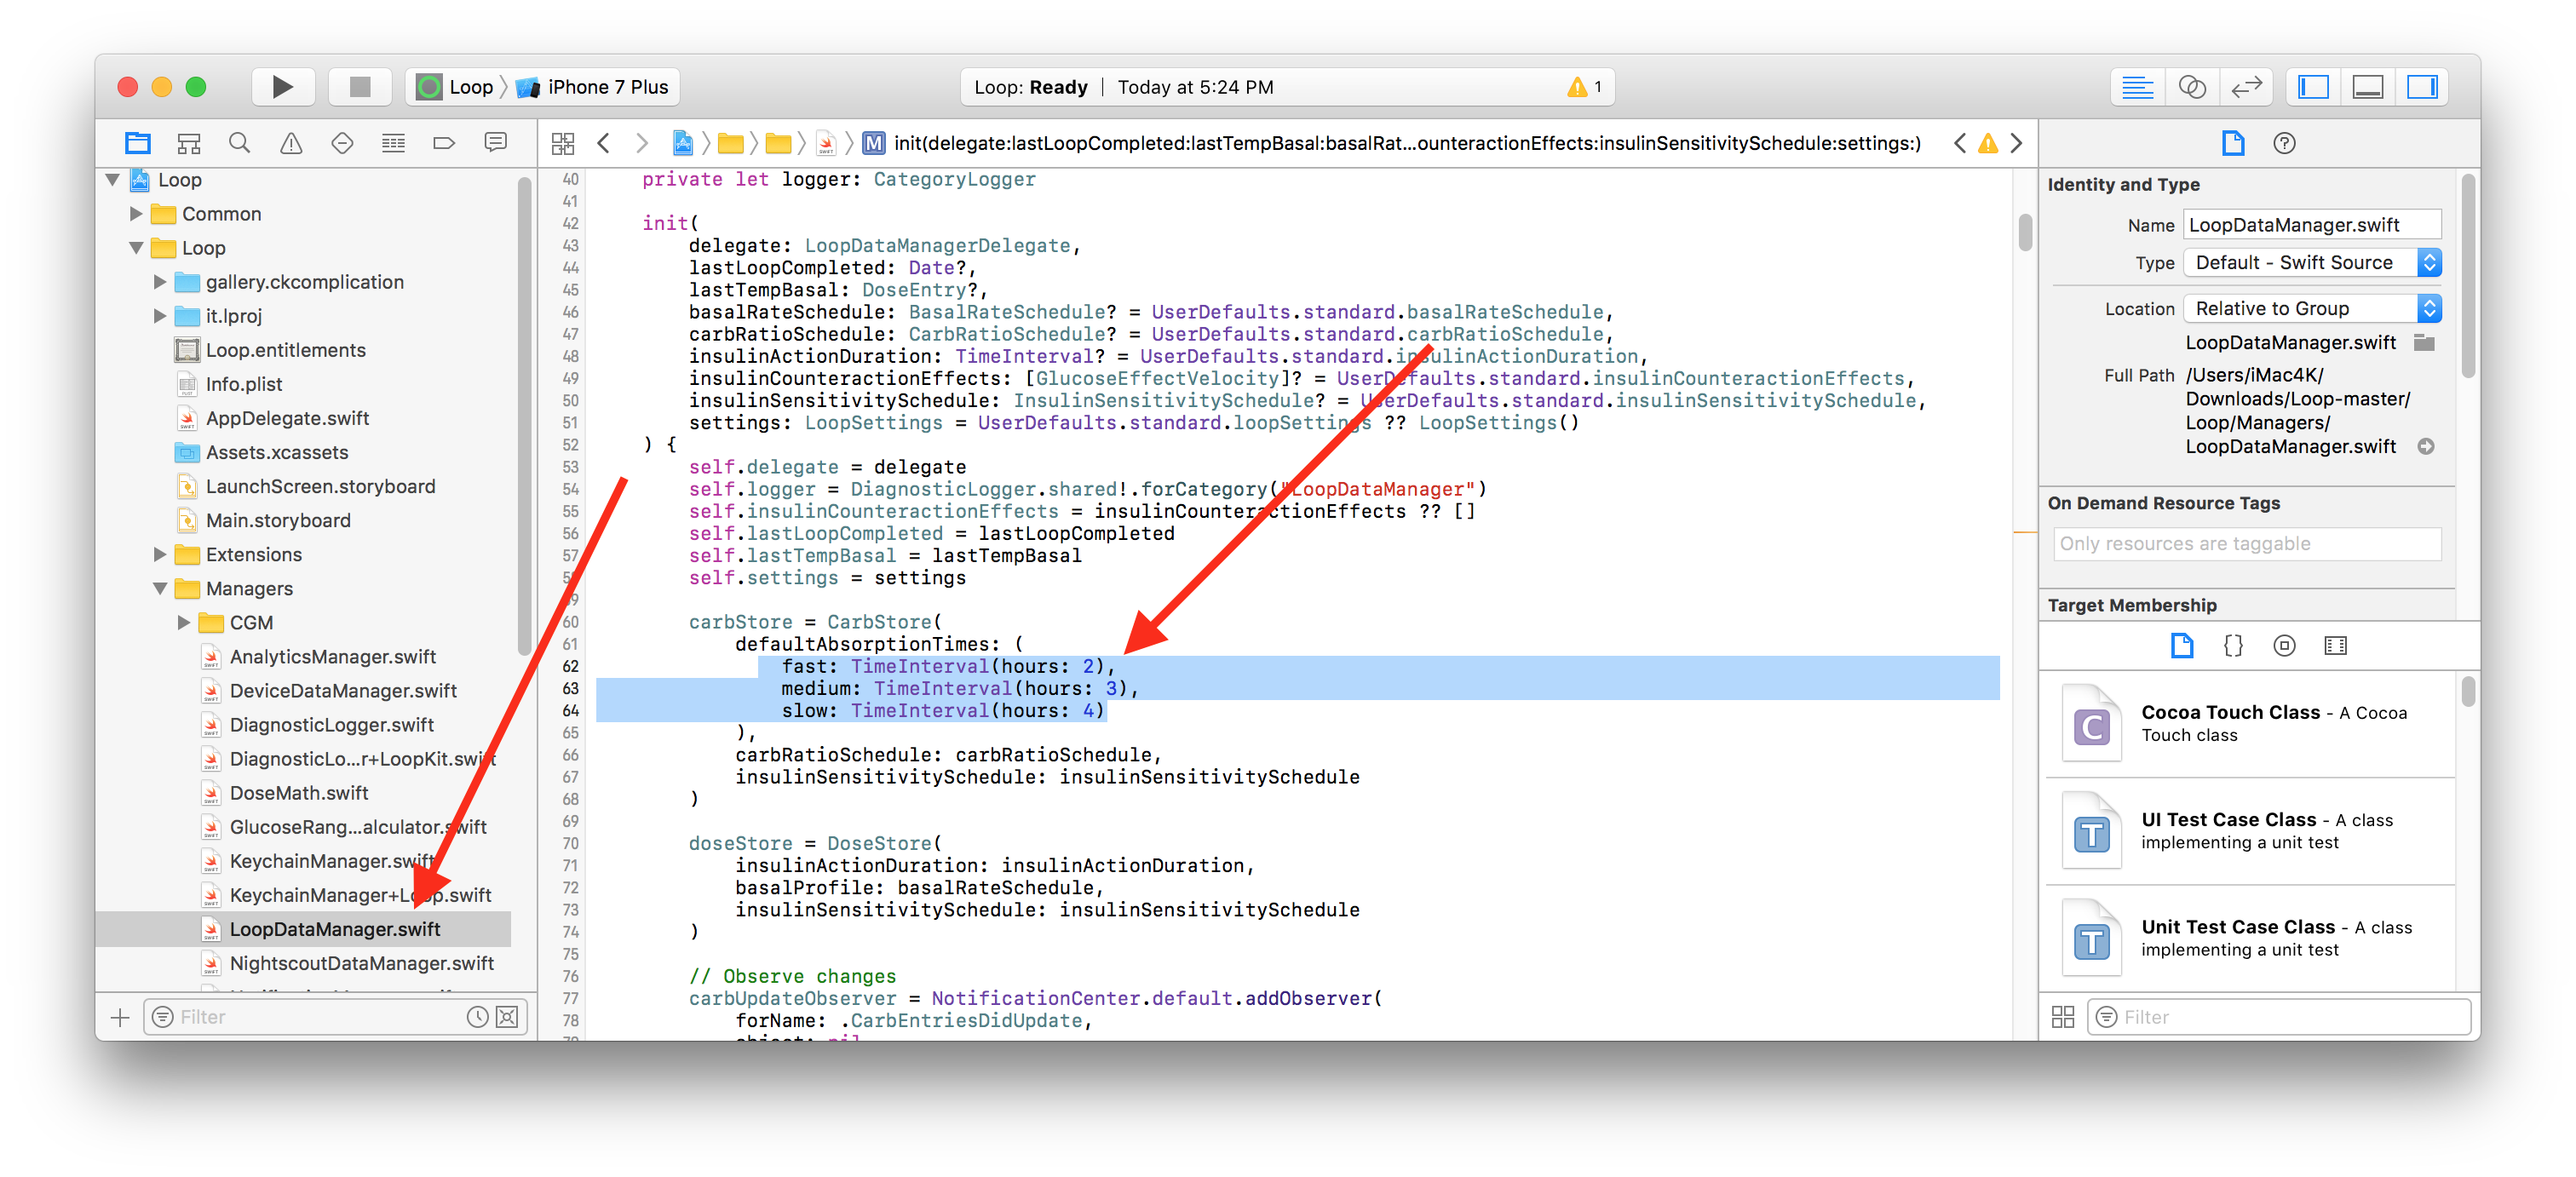 Loop
iPhone 7 Plus
Loop: Ready | Today at 5:24 PM
1
init(delegate:lastLoopCompleted:lastTempBasal:basalRat...ounteractionEffects:insulinSensitivitySchedule:settings:)
Loop
Common
Loop
gallery.ckcomplication
it.lproj
Loop.entitlements
Info.plist
AppDelegate.swift
Assets.xcassets
LaunchScreen.storyboard
Main.storyboard
Extensions
Managers
CGM
AnalyticsManager.swift
DeviceDataManager.swift
DiagnosticLogger.swift
DiagnosticLo...r+LoopKit.swift
DoseMath.swift
GlucoseRang...alculator.swift
KeychainManager.swift
KeychainManager+Loop.swift
LoopDataManager.swift
NightscoutDataManager.swift
Filter
40 private let logger: CategoryLogger
41
42 init(
43 delegate: LoopDataManagerDelegate,
44 lastLoopCompleted: Date?,
45 lastTempBasal: DoseEntry?,
46 basalRateSchedule: BasalRateSchedule? = UserDefaults.standard.basalRateSchedule,
47 carbRatioSchedule: CarbRatioSchedule? = UserDefaults.standard.carbRatioSchedule,
48 insulinActionDuration: TimeInterval? = UserDefaults.standard.insulinActionDuration,
49 insulinCounteractionEffects: [GlucoseEffectVelocity]? = UserDefaults.standard.insulinCounteractionEffects,
50 insulinSensitivitySchedule: InsulinSensitivitySchedule? = UserDefaults.standard.insulinSensitivitySchedule,
51 settings: LoopSettings = UserDefaults.standard.loopSettings ?? LoopSettings()
52 ) {
53 self.delegate = delegate
54 self.logger = DiagnosticLogger.shared!.forCategory("LoopDataManager")
55 self.insulinCounteractionEffects = insulinCounteractionEffects ?? []
56 self.lastLoopCompleted = lastLoopCompleted
57 self.lastTempBasal = lastTempBasal
58 self.settings = settings
59
60 carbStore = CarbStore(
61 defaultAbsorptionTimes: (
62 fast: TimeInterval(hours: 2),
63 medium: TimeInterval(hours: 3),
64 slow: TimeInterval(hours: 4)
65 ),
66 carbRatioSchedule: carbRatioSchedule,
67 insulinSensitivitySchedule: insulinSensitivitySchedule
68 )
69
70 doseStore = DoseStore(
71 insulinActionDuration: insulinActionDuration,
72 basalProfile: basalRateSchedule,
73 insulinSensitivitySchedule: insulinSensitivitySchedule
74 )
75
76 // Observe changes
77 carbUpdateObserver = NotificationCenter.default.addObserver(
78 forName: .CarbEntriesDidUpdate,
Identity and Type
Name LoopDataManager.swift
Type Default - Swift Source
Location Relative to Group
LoopDataManager.swift
Full Path /Users/iMac4K/
Downloads/Loop-master/
Loop/Managers/
LoopDataManager.swift
On Demand Resource Tags
Only resources are taggable
Target Membership
Cocoa Touch Class - A Cocoa
Touch class
UI Test Case Class - A class
implementing a unit test
Unit Test Case Class - A class
implementing a unit test
Filter